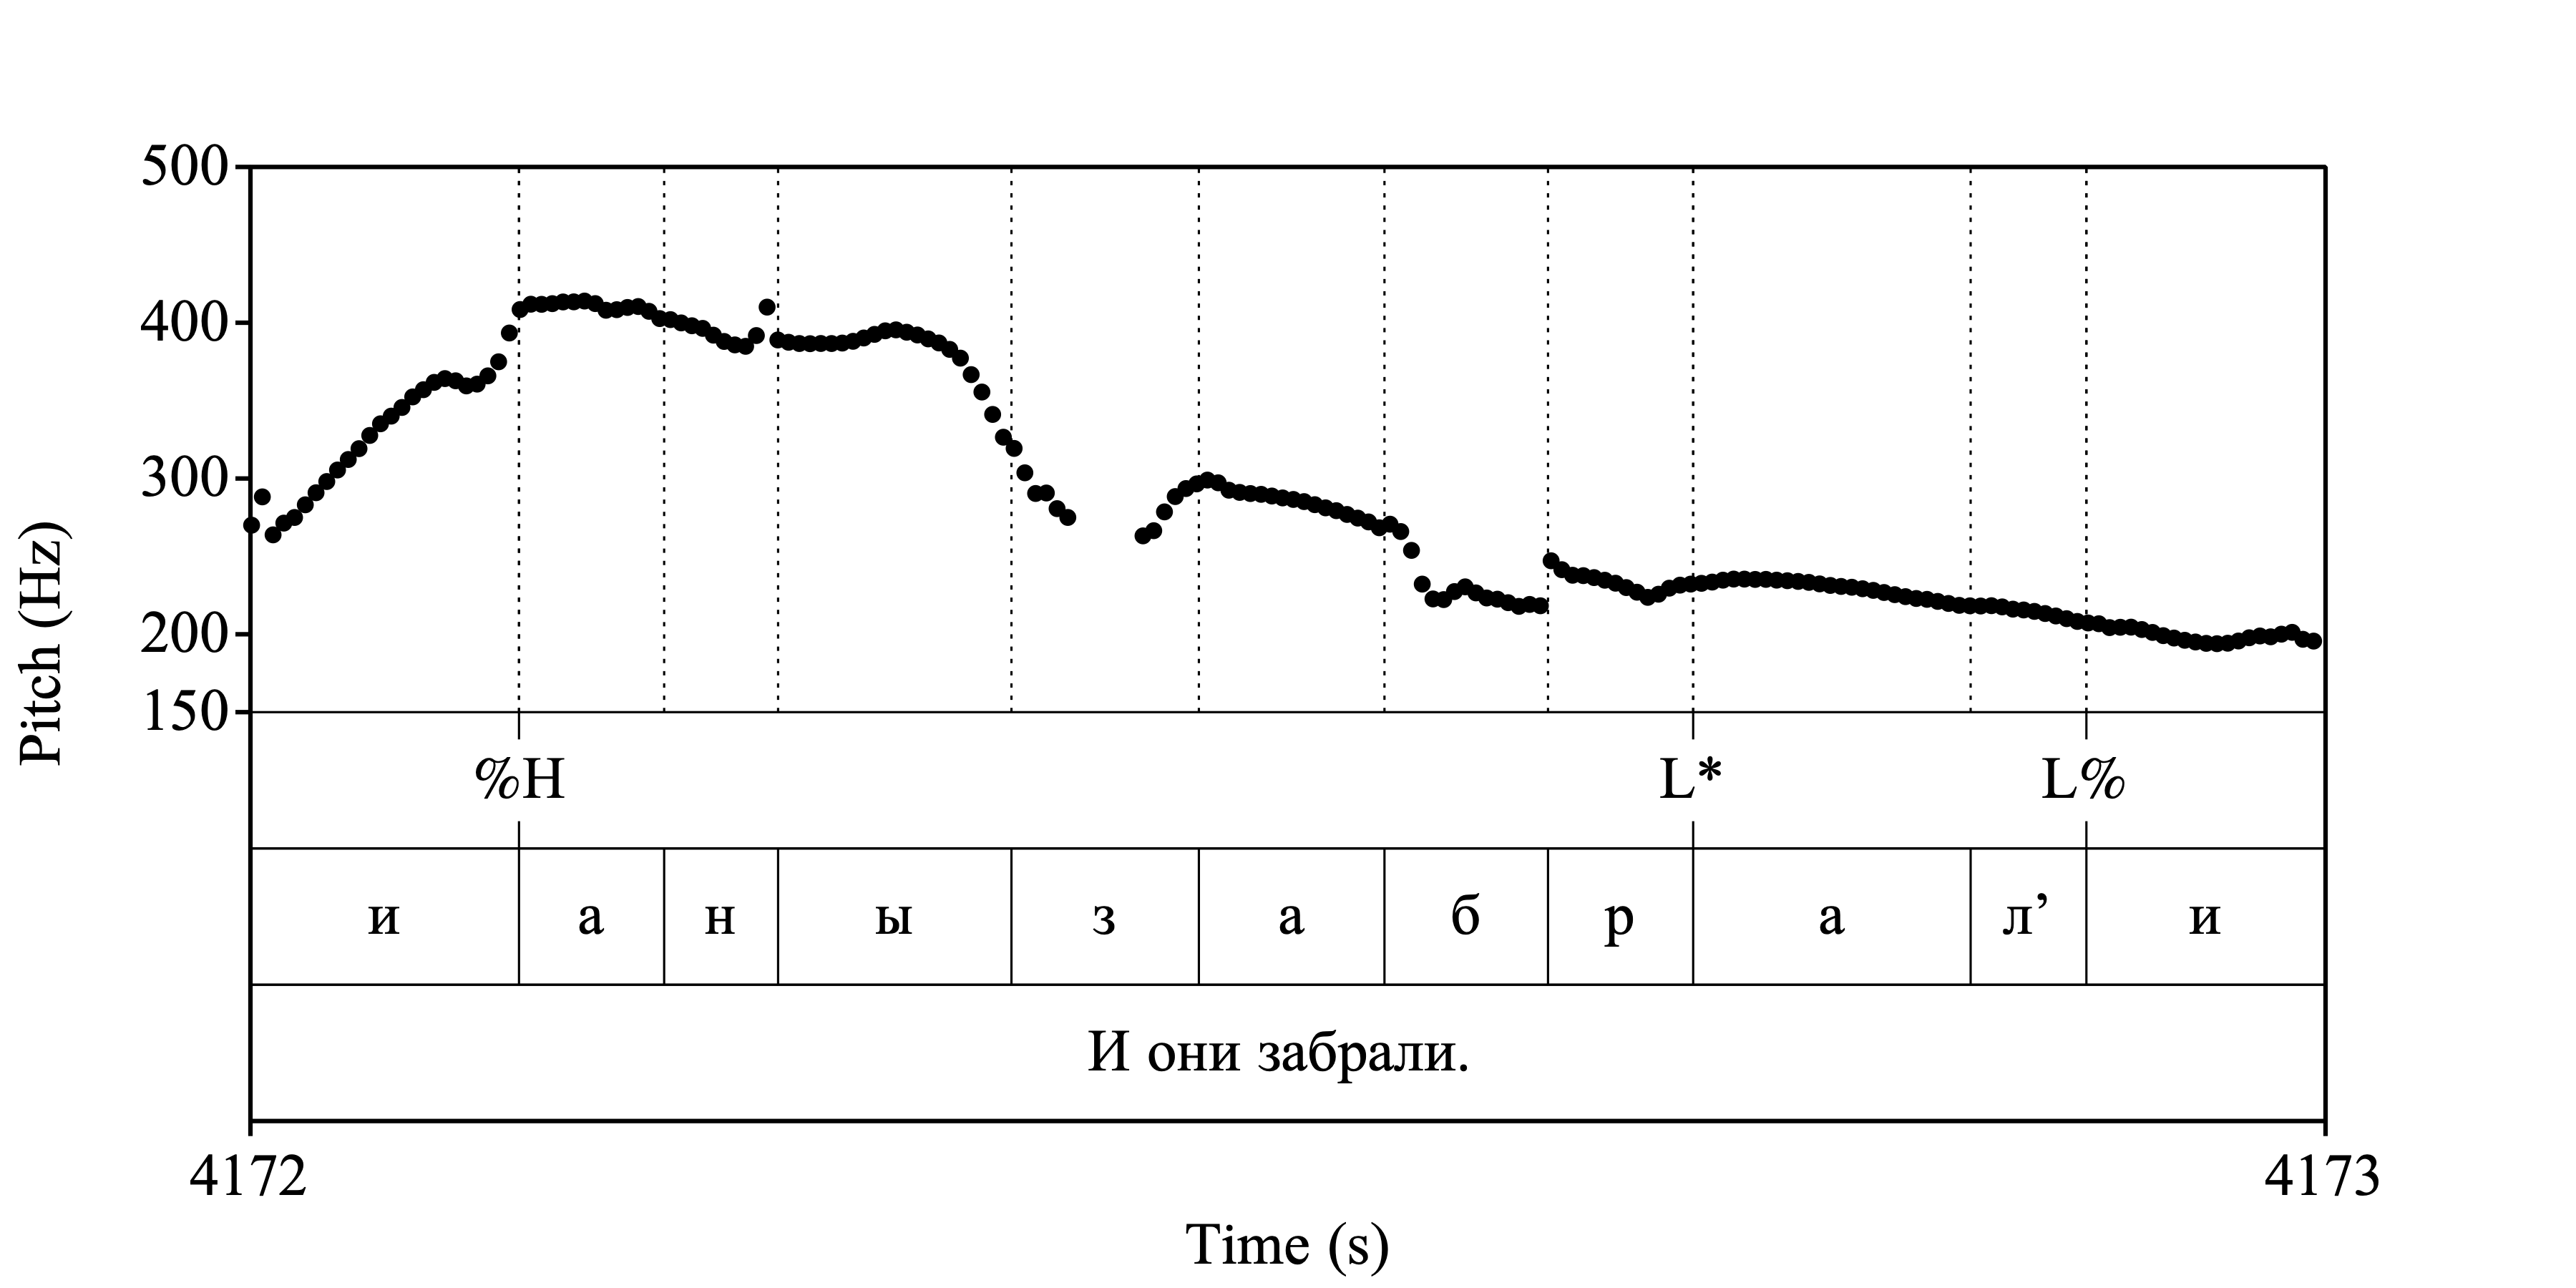 500
400
300
200
150
Pitch (Hz)
%H L* L%
и а н ы з а б р а л’ и
И они забрали.
4172 4173
Time (s)